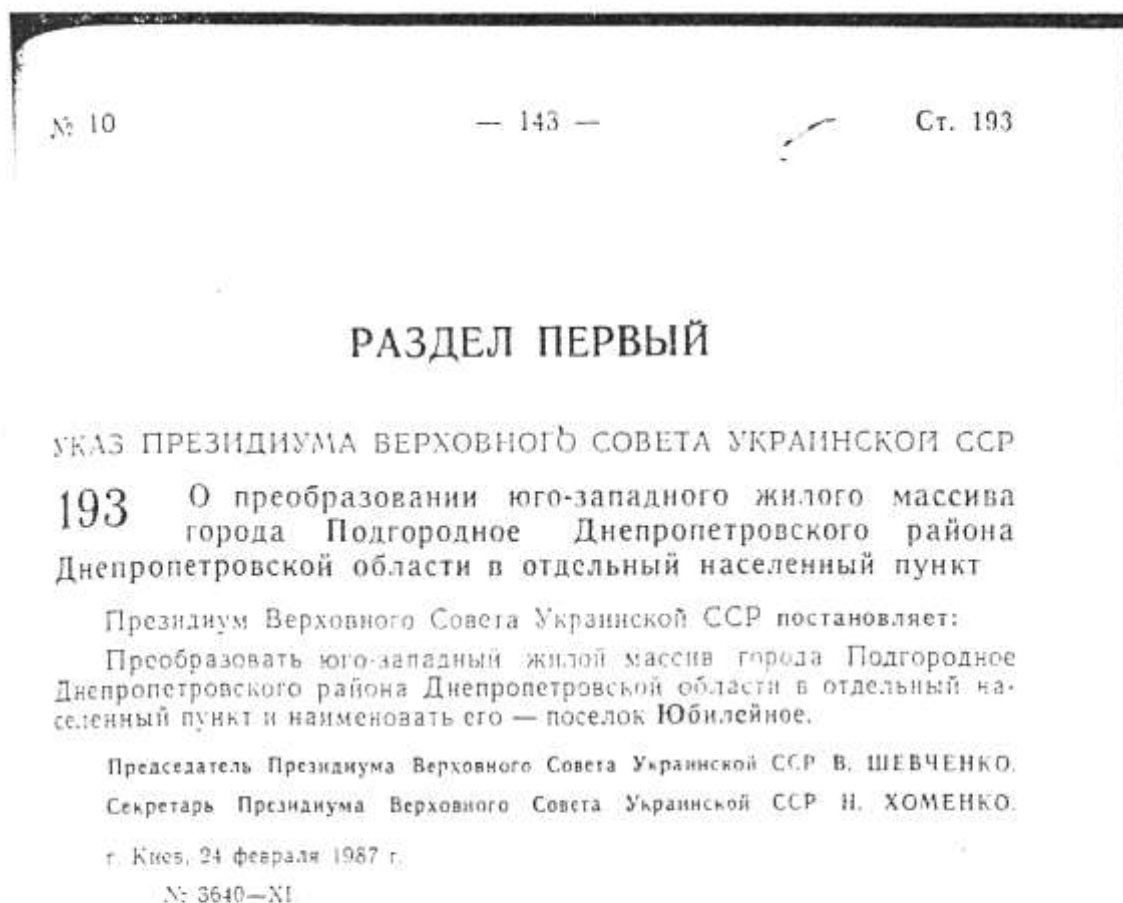 № 10 — 143 — Ст. 193
РАЗДЕЛ ПЕРВЫЙ
УКАЗ ПРЕЗИДИУМА ВЕРХОВНОГО СОВЕТА УКРАИНСКОЙ ССР
193 О преобразовании юго-западного жилого массива
города Подгородное Днепропетровского района
Днепропетровской области в отдельный населенный пункт
Президиум Верховного Совета Украинской ССР постановляет:
Преобразовать юго-западный жилой массив города Подгородное
Днепропетровского района Днепропетровской области в отдельный на-
селенный пункт и наименовать его — поселок Юбилейное.
Председатель Президиума Верховного Совета Украинской ССР В. ШЕВЧЕНКО.
Секретарь Президиума Верховного Совета Украинской ССР Н. ХОМЕНКО.
г. Киев, 24 февраля 1987 г.
№ 3640—XI.